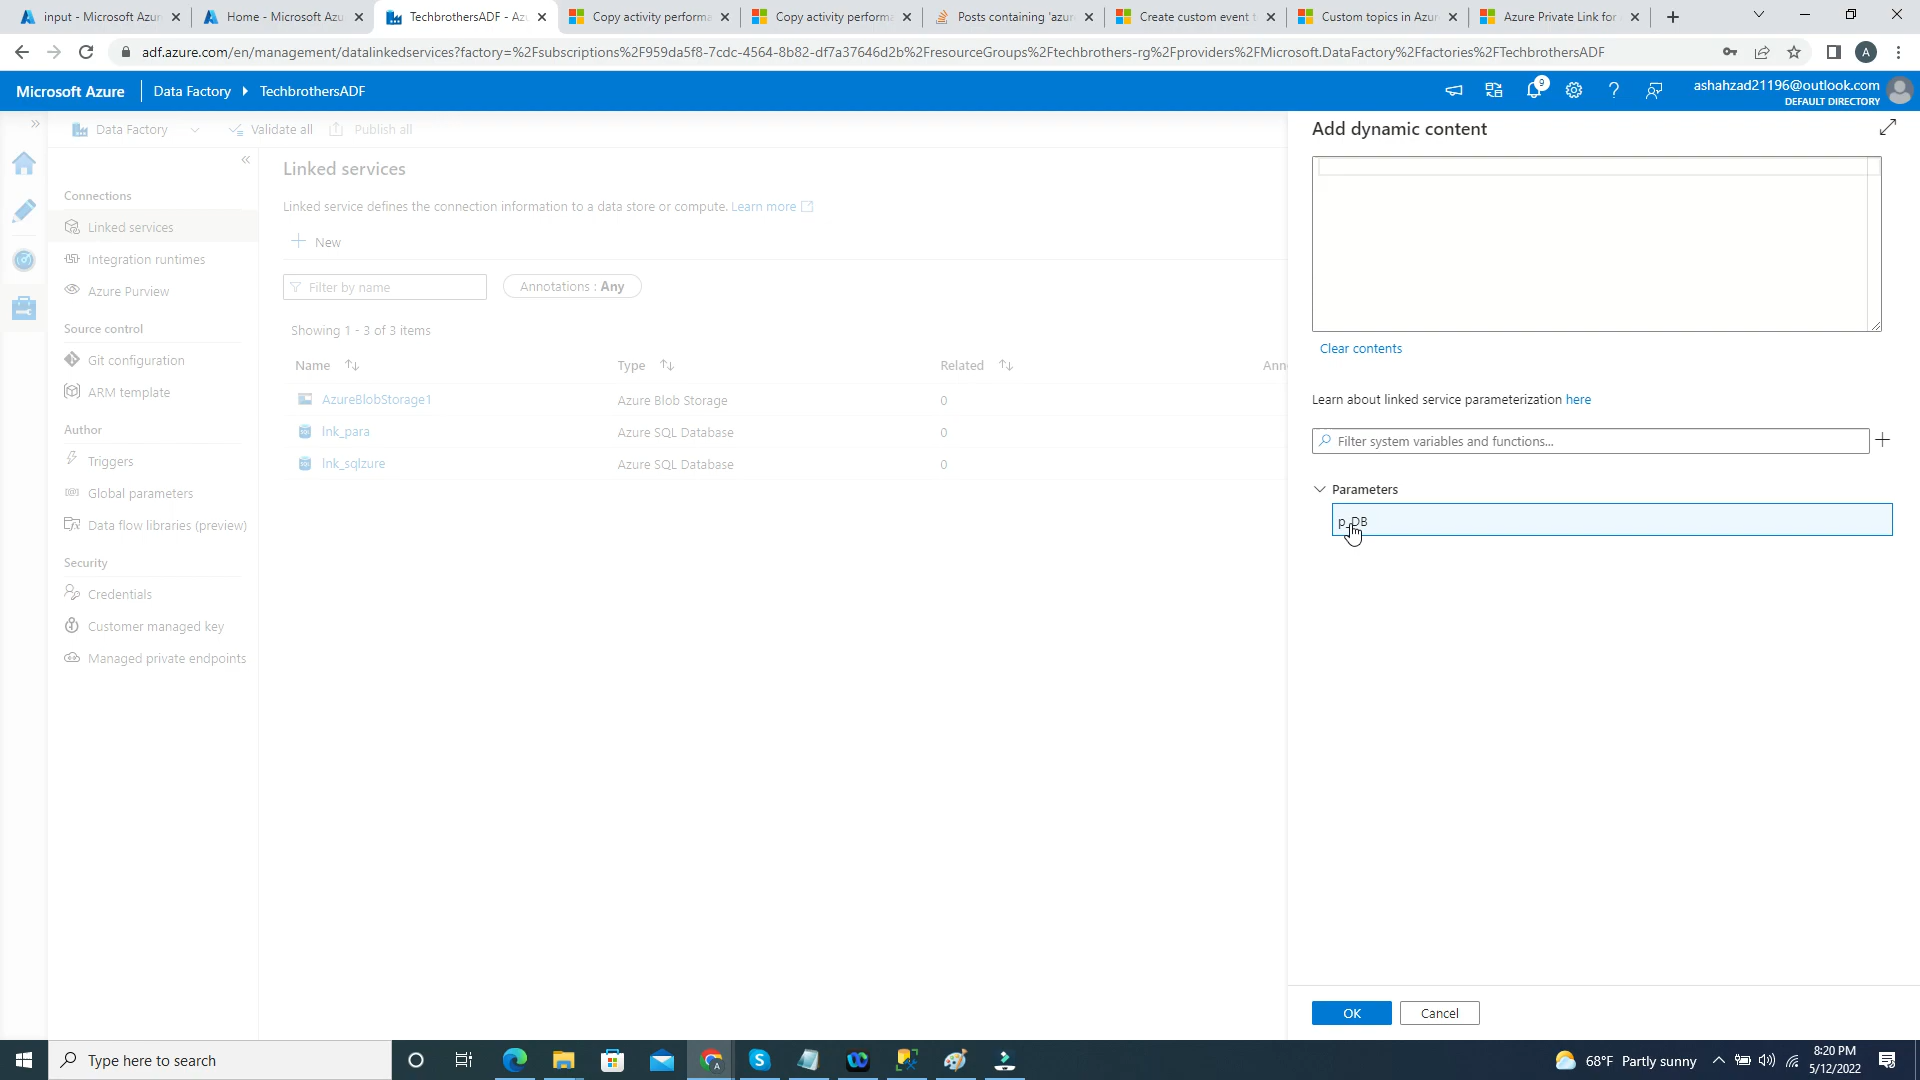 input - Microsoft Azur
Home - Microsoft Azu
TechbrothersADF - Az
Copy activity performa
Copy activity performa
Posts containing 'azur
Create custom event t
Custom topics in Azur
Azure Private Link for
adf.azure.com/en/management/datalinkedservices?factory=%2Fsubscriptions%2F959da5f8-7cdc-4564-8b82-df7a37646d2b%2FresourceGroups%2Ftechbrothers-rg%2Fproviders%2FMicrosoft.DataFactory%2Ffactories%2FTechbrothersADF
A
Microsoft Azure
Data Factory
TechbrothersADF
9
ashahzad21196@outlook.com
DEFAULT DIRECTORY
Data Factory
Validate all
Publish all
Connections
Linked services
Integration runtimes
Azure Purview
Source control
Git configuration
ARM template
Author
Triggers
Global parameters
Data flow libraries (preview)
Security
Credentials
Customer managed key
Managed private endpoints
Linked services
Linked service defines the connection information to a data store or compute. Learn more
New
Filter by name
Annotations : Any
Showing 1 - 3 of 3 items
Name Type Related Ann
AzureBlobStorage1 Azure Blob Storage 0
lnk_para Azure SQL Database 0
lnk_sqlzure Azure SQL Database 0
Add dynamic content
Clear contents
Learn about linked service parameterization here
Filter system variables and functions...
Parameters
p_DB
OK
Cancel
Type here to search
68°F Partly sunny
8:20 PM
5/12/2022